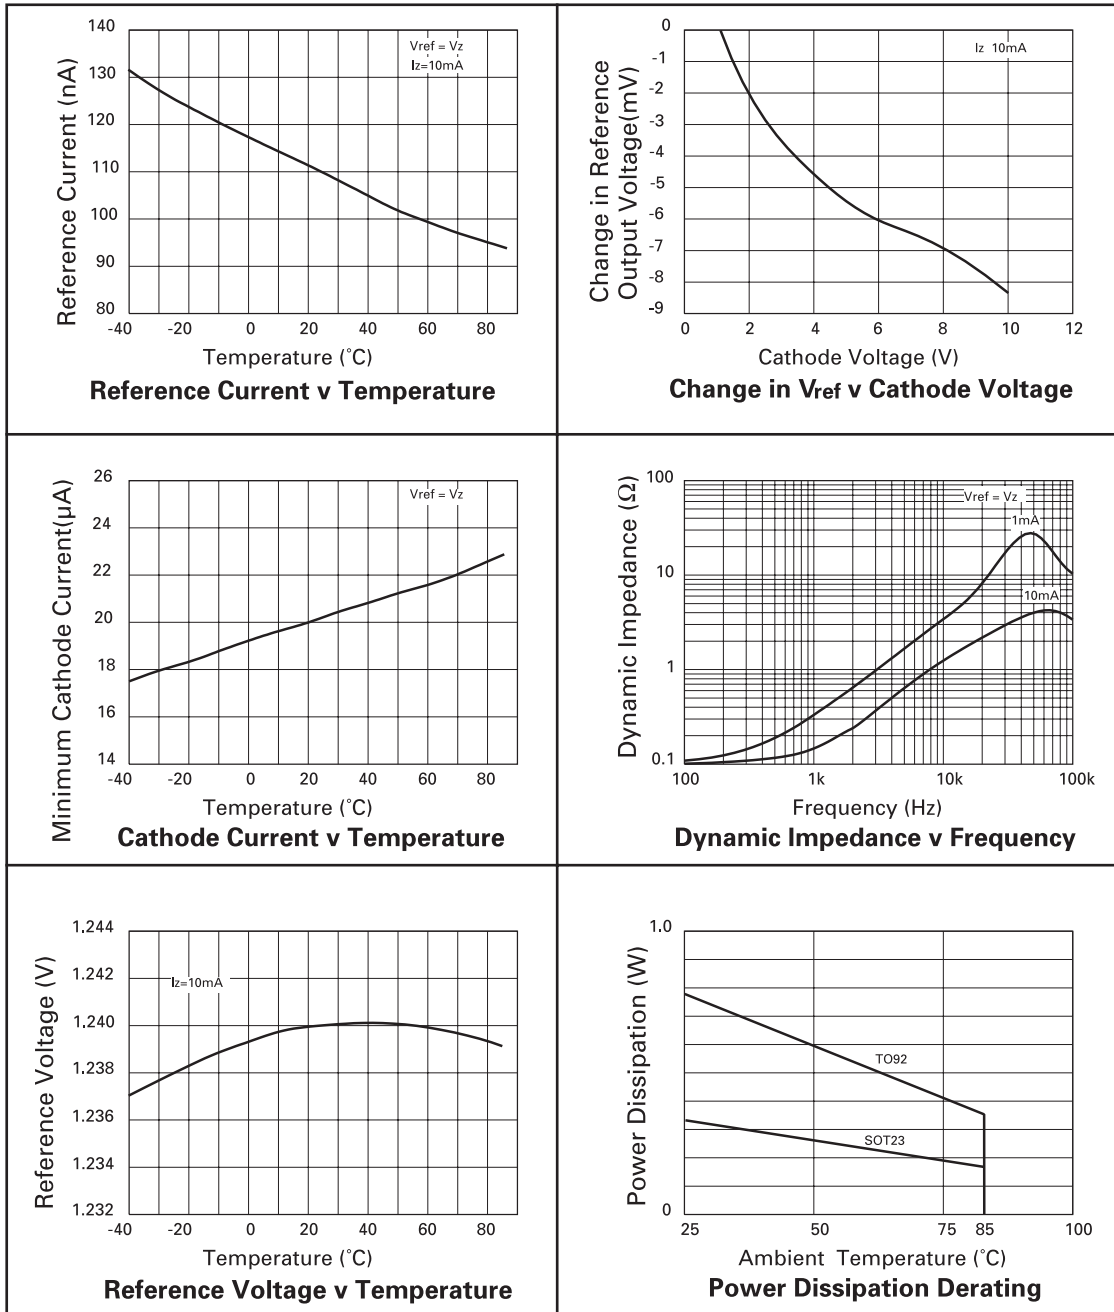 140
130
120
110
100
90
80
Reference Current (nA)
Vref = Vz
Iz=10mA
-40 -20 0 20 40 60 80
Temperature (˚C)
Reference Current v Temperature
0
-1
-2
-3
-4
-5
-6
-7
-8
-9
Change in Reference
Output Voltage(mV)
Iz 10mA
0 2 4 6 8 10 12
Cathode Voltage (V)
Change in Vref v Cathode Voltage
26
24
22
20
18
16
14
Minimum Cathode Current(µA)
Vref = Vz
-40 -20 0 20 40 60 80
Temperature (˚C)
Cathode Current v Temperature
100
10
1
0.1
Dynamic Impedance (Ω)
Vref = Vz
1mA
10mA
100 1k 10k 100k
Frequency (Hz)
Dynamic Impedance v Frequency
1.244
1.242
1.240
1.238
1.236
1.234
1.232
Reference Voltage (V)
Iz=10mA
-40 -20 0 20 40 60 80
Temperature (˚C)
Reference Voltage v Temperature
1.0
0
Power Dissipation (W)
TO92
SOT23
25 50 75 85 100
Ambient Temperature (˚C)
Power Dissipation Derating